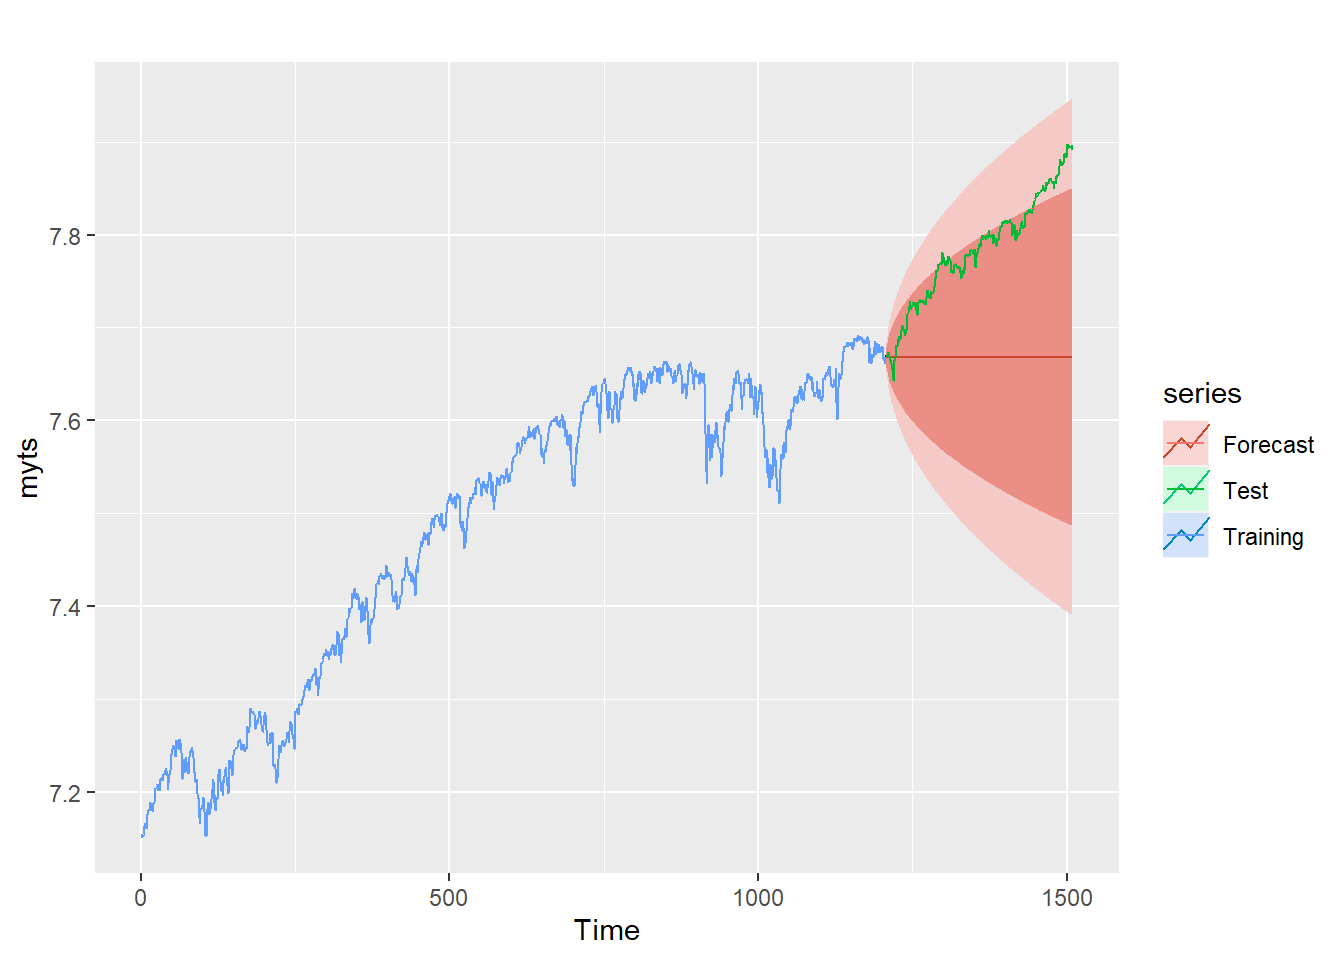 7.8
7.6
7.4
7.2
myts
0 500 1000 1500
Time
series
Forecast
Test
Training